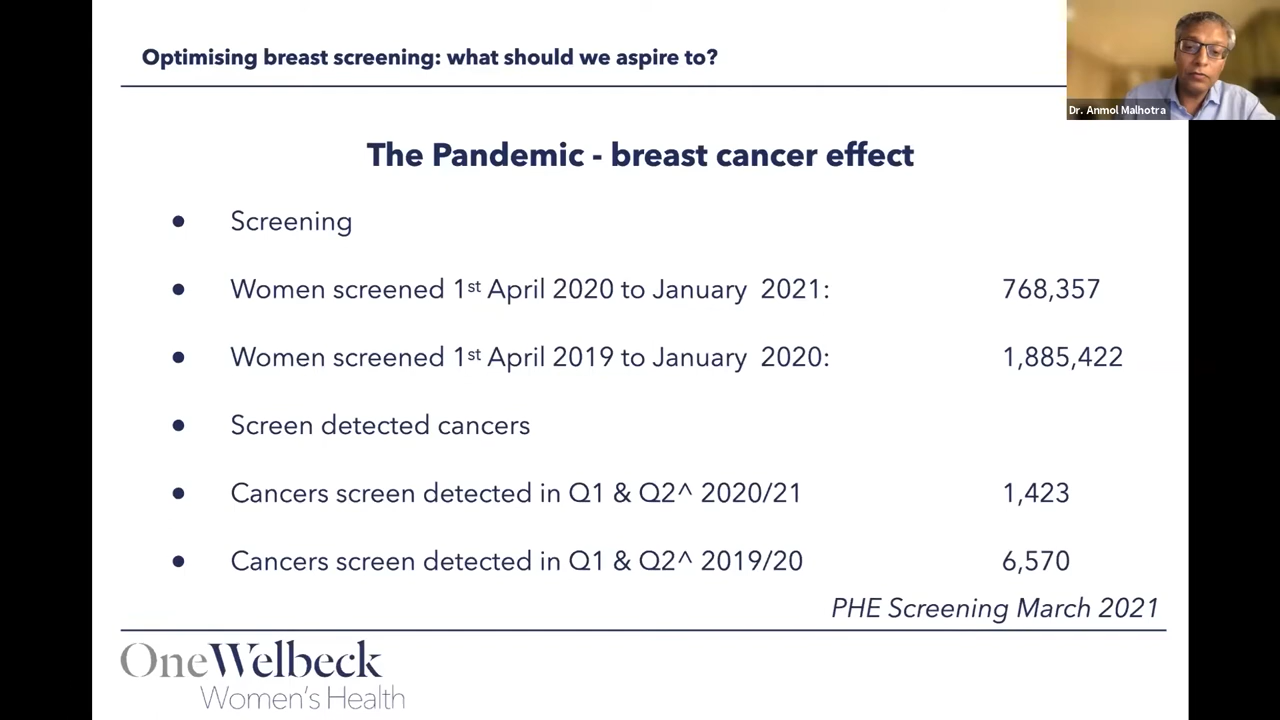 Optimising breast screening: what should we aspire to?
Dr. Anmol Malhotra
The Pandemic - breast cancer effect
● Screening
● Women screened 1st April 2020 to January 2021: 768,357
● Women screened 1st April 2019 to January 2020: 1,885,422
● Screen detected cancers
● Cancers screen detected in Q1 & Q2^ 2020/21 1,423
● Cancers screen detected in Q1 & Q2^ 2019/20 6,570
PHE Screening March 2021
OneWelbeck
Women's Health